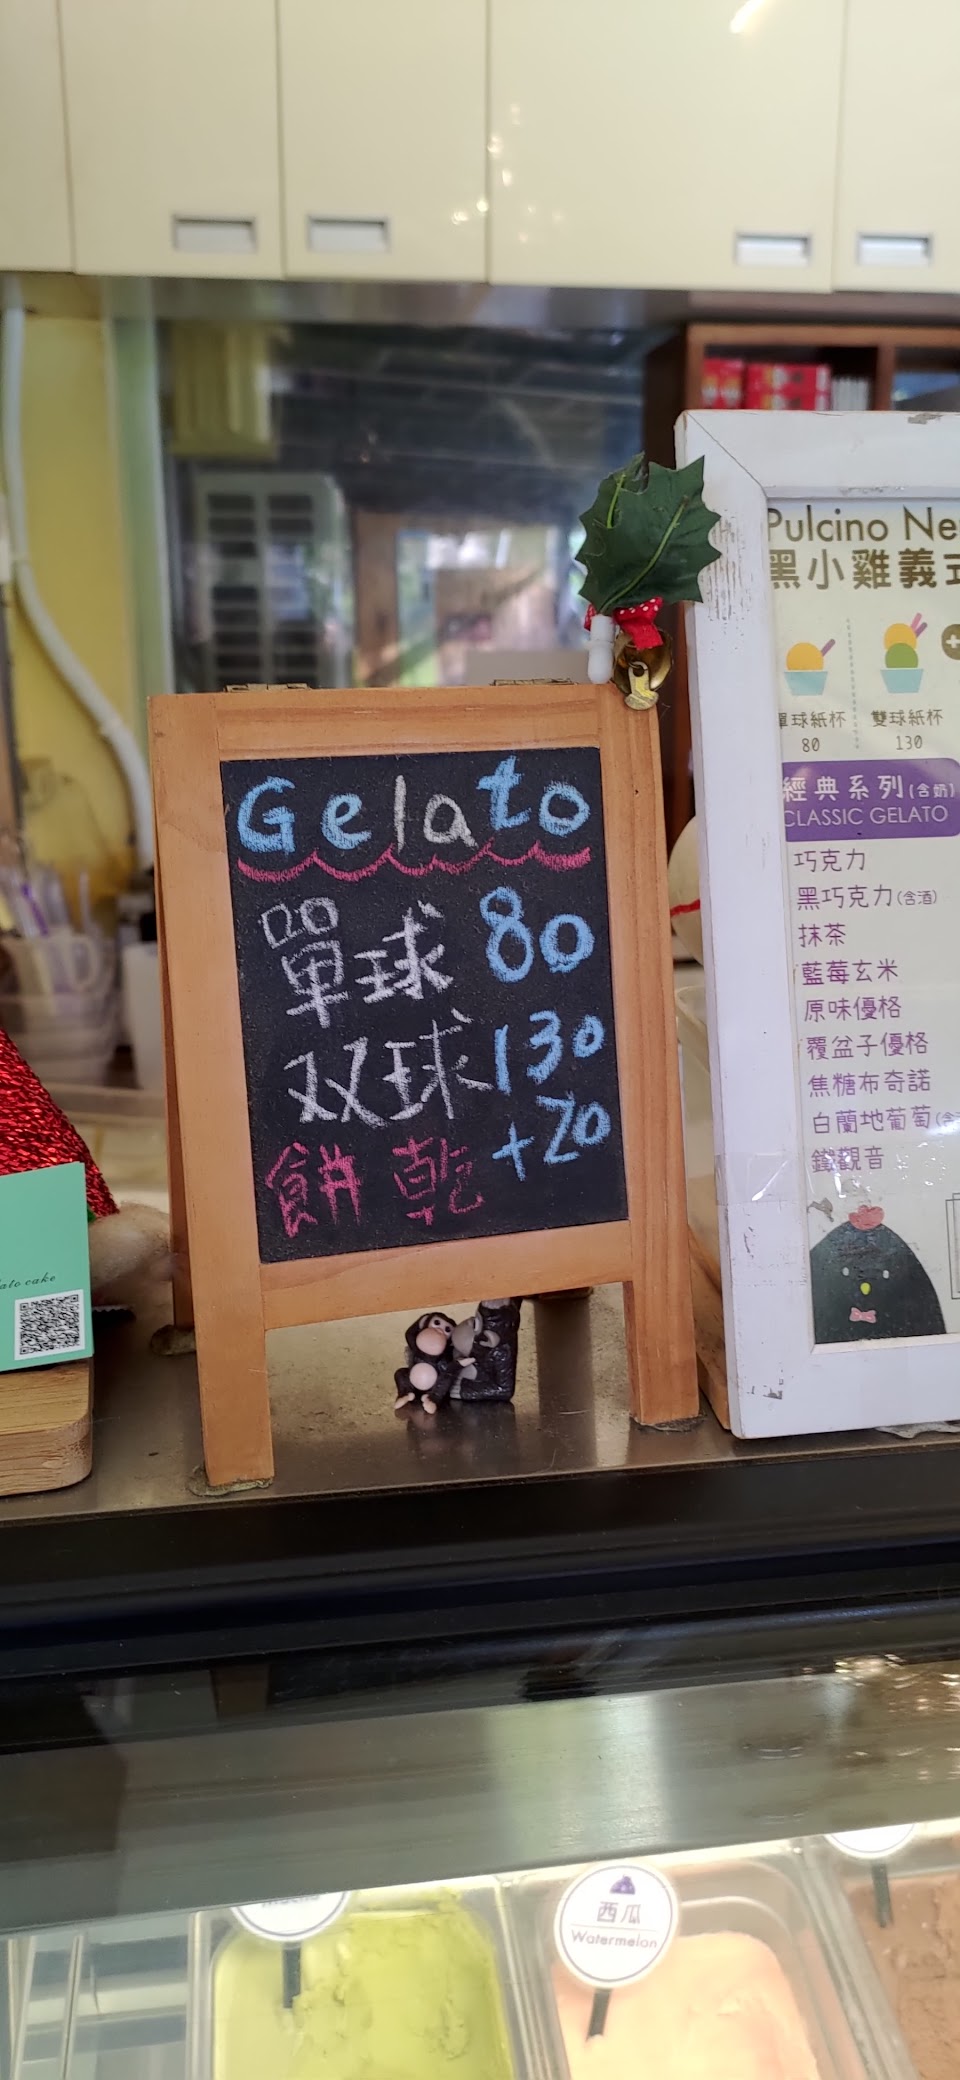 Gelato
單球 80
双球 130
餅乾 +20
Pulcino Ne
黑小雞義式
單球紙杯
80
雙球紙杯
130
經典系列(含奶)
CLASSIC GELATO
巧克力
黑巧克力(含酒)
抹茶
藍莓玄米
原味優格
覆盆子優格
焦糖布奇諾
白蘭地葡萄(含
鐵觀音
ato cake
西瓜
Watermelon